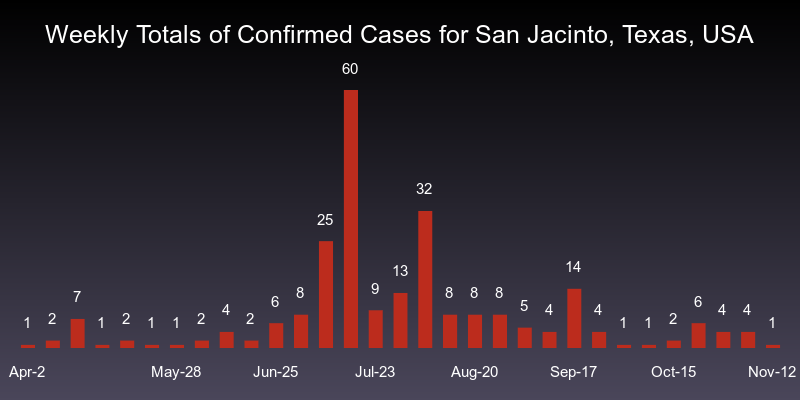 Weekly Totals of Confirmed Cases for San Jacinto, Texas, USA
1 2 7 1 2 1 1 2 4 2 6 8 25 60 9 13 32 8 8 8 5 4 14 4 1 1 2 6 4 4 1
Apr-2 May-28 Jun-25 Jul-23 Aug-20 Sep-17 Oct-15 Nov-12